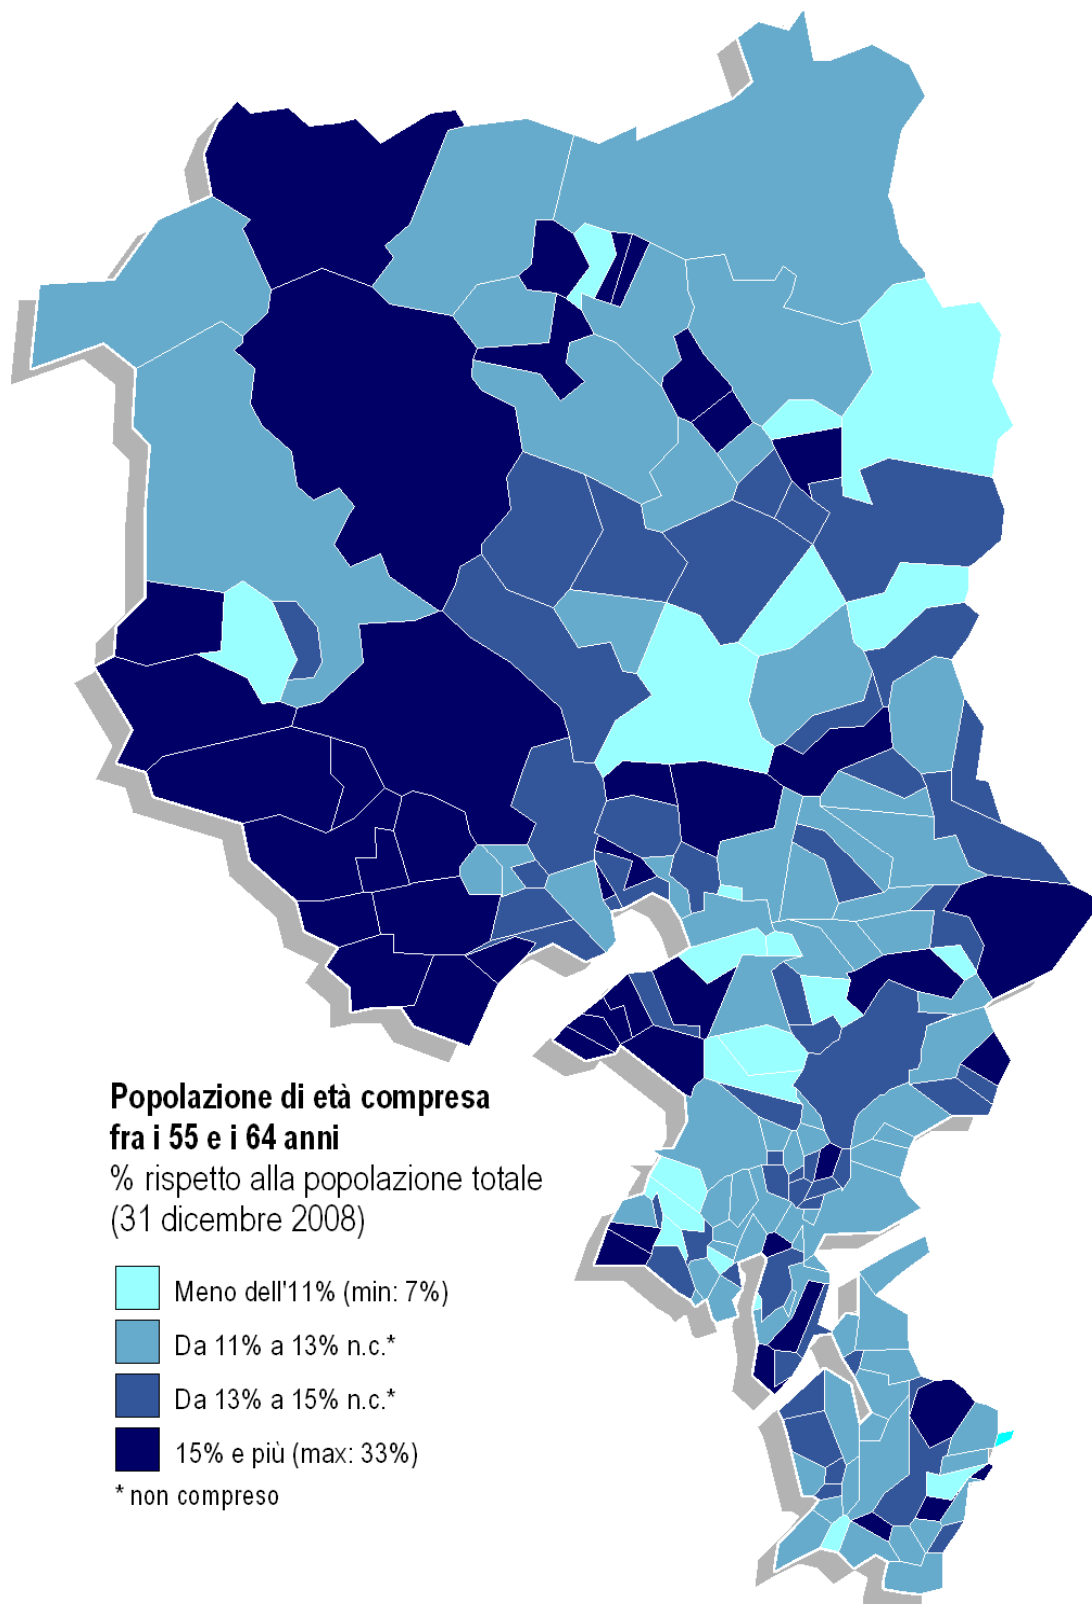 Popolazione di età compresa
fra i 55 e i 64 anni
% rispetto alla popolazione totale
(31 dicembre 2008)
Meno dell'11% (min: 7%)
Da 11% a 13% n.c.*
Da 13% a 15% n.c.*
15% e più (max: 33%)
* non compreso